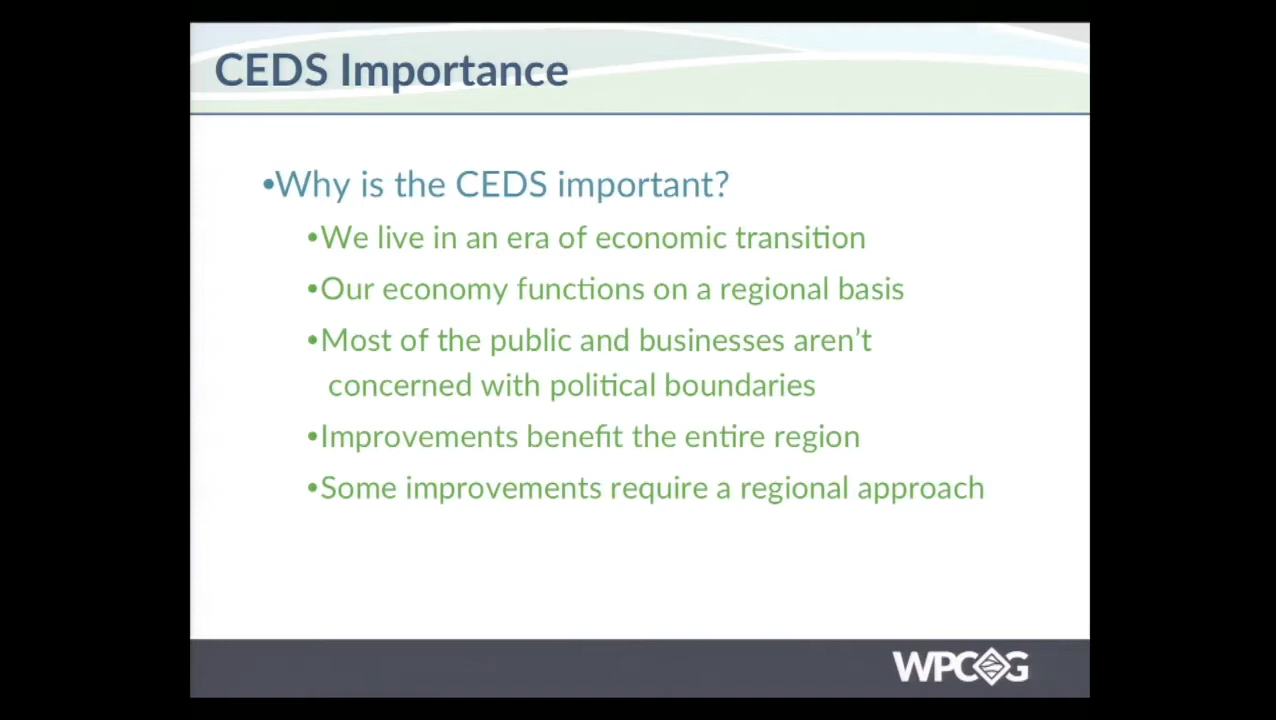 CEDS Importance
•Why is the CEDS important?
•We live in an era of economic transition
•Our economy functions on a regional basis
•Most of the public and businesses aren’t
concerned with political boundaries
•Improvements benefit the entire region
•Some improvements require a regional approach
WPCOG